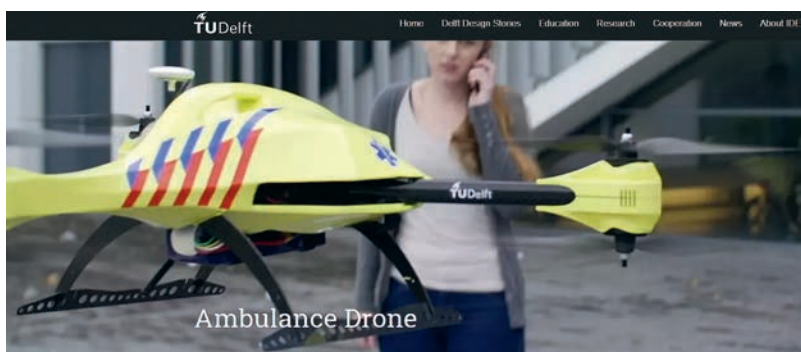 TUDelft
Home Delft Design Stories Education Research Cooperation News About IDE
TUDelft
Ambulance Drone